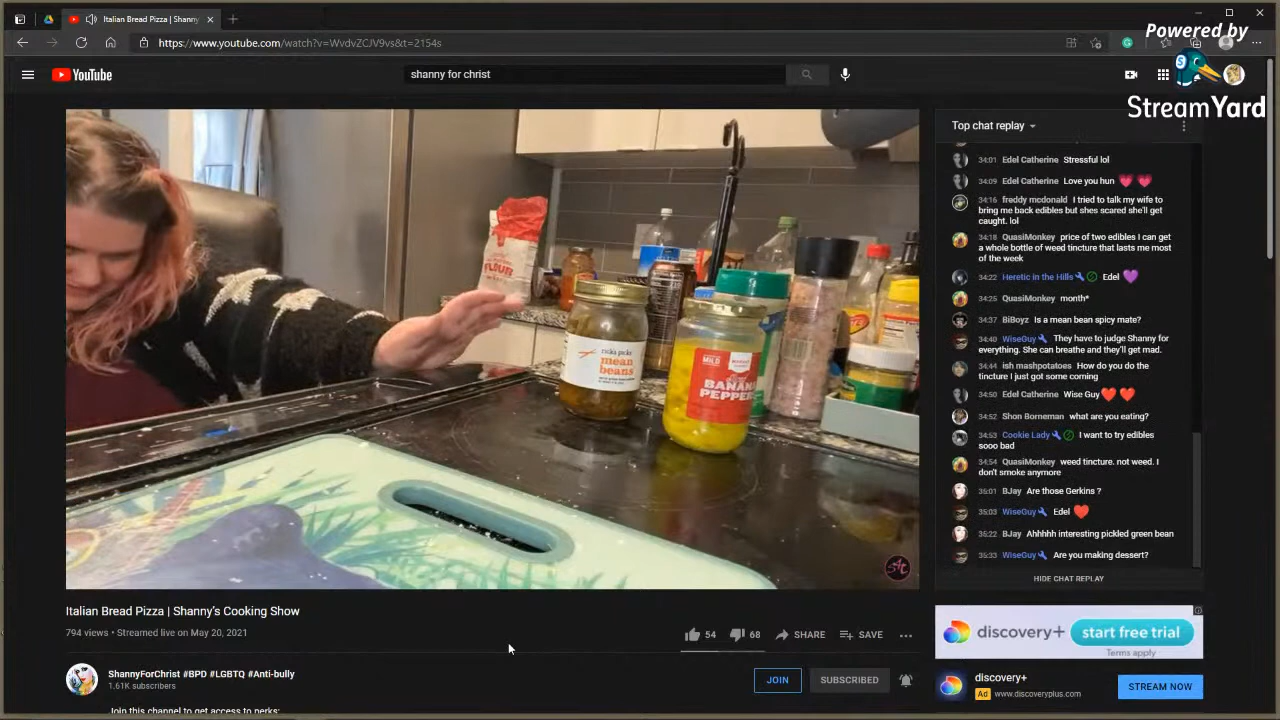 Italian Bread Pizza | Shanny
https://www.youtube.com/watch?v=WvdvZCJV9vs&t=2154s
Powered by
StreamYard
YouTube
shanny for christ
Top chat replay
34:01 Edel Catherine Stressful lol
34:09 Edel Catherine Love you hun
34:16 freddy mcdonald I tried to talk my wife to
bring me back edibles but shes scared she'll get
caught. lol
34:18 QuasiMonkey price of two edibles I can get
a whole bottle of weed tincture that lasts me most
of the week
34:22 Heretic in the Hills Edel
34:25 QuasiMonkey month*
34:37 BiBoyz Is a mean bean spicy mate?
34:40 WiseGuy They have to judge Shanny for
everything. She can breathe and they'll get mad.
34:44 ish mashpotatoes How do you do the
tincture I just got some coming
34:50 Edel Catherine Wise Guy
34:52 Shon Borneman what are you eating?
34:53 Cookie Lady I want to try edibles
sooo bad
34:54 QuasiMonkey weed tincture. not weed. I
don't smoke anymore
35:01 BJay Are those Gerkins ?
35:03 WiseGuy Edel
35:22 BJay Ahhhhh interesting pickled green bean
35:33 WiseGuy Are you making dessert?
HIDE CHAT REPLAY
FLOUR
ricks picks
mean
beans
MILD
BANANA
PEPPER
Italian Bread Pizza | Shanny's Cooking Show
794 views • Streamed live on May 20, 2021
54
68
SHARE
SAVE
ShannyForChrist #BPD #LGBTQ #Anti-bully
1.61K subscribers
JOIN
SUBSCRIBED
Join this channel to get access to perks:
discovery+
start free trial
Terms apply
discovery+
Ad www.discoveryplus.com
STREAM NOW